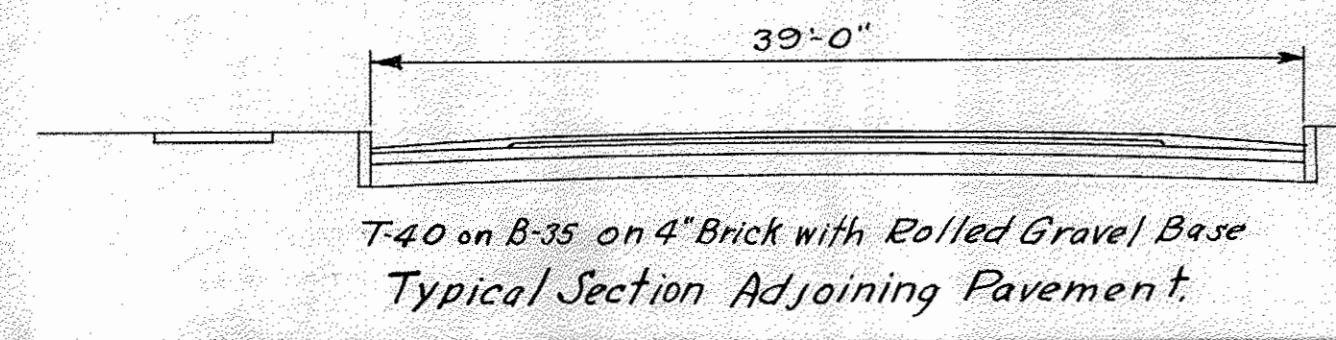 39'-0"
T-40 on B-35 on 4" Brick with Rolled Gravel Base
Typical Section Adjoining Pavement.